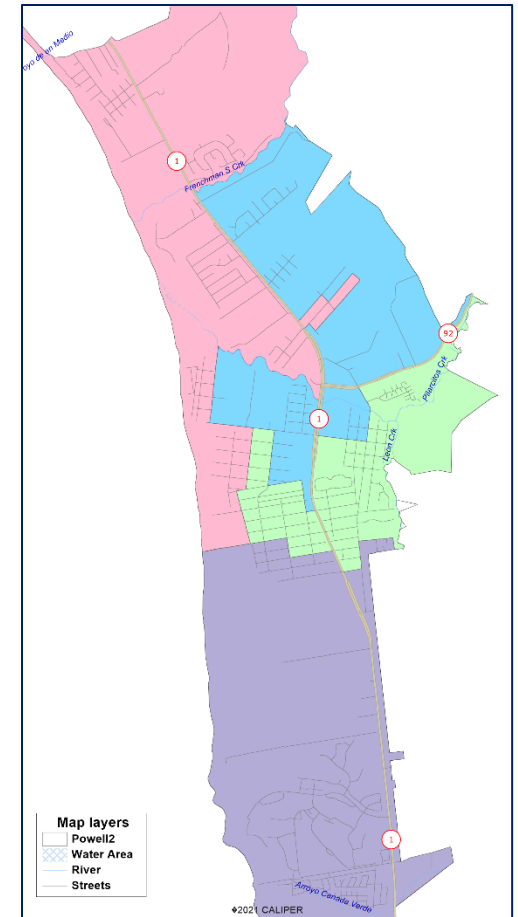 oyo de en Medio
1
Frenchman S Crk
92
Pilarcitos Crk
1
Leon Crk
Map layers
Powell2
Water Area
River
Streets
1
Arroyo Canada Verde
�2021 CALIPER